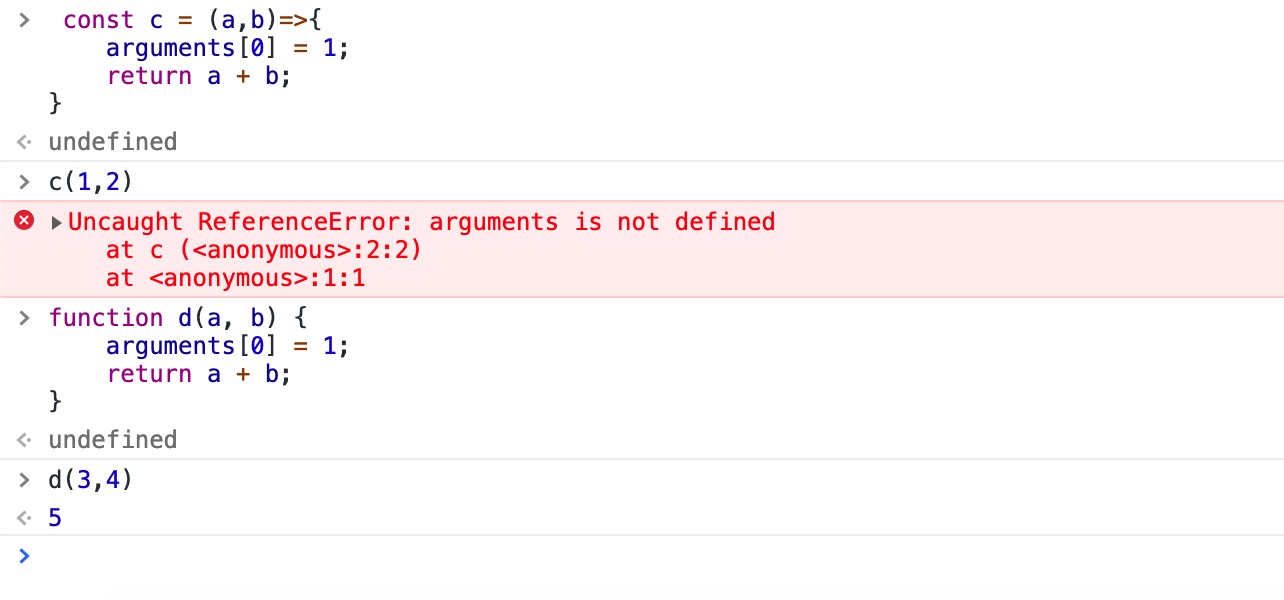 const c = (a,b)=>{
arguments[0] = 1;
return a + b;
}
undefined
c(1,2)
Uncaught ReferenceError: arguments is not defined
at c (<anonymous>:2:2)
at <anonymous>:1:1
function d(a, b) {
arguments[0] = 1;
return a + b;
}
undefined
d(3,4)
5